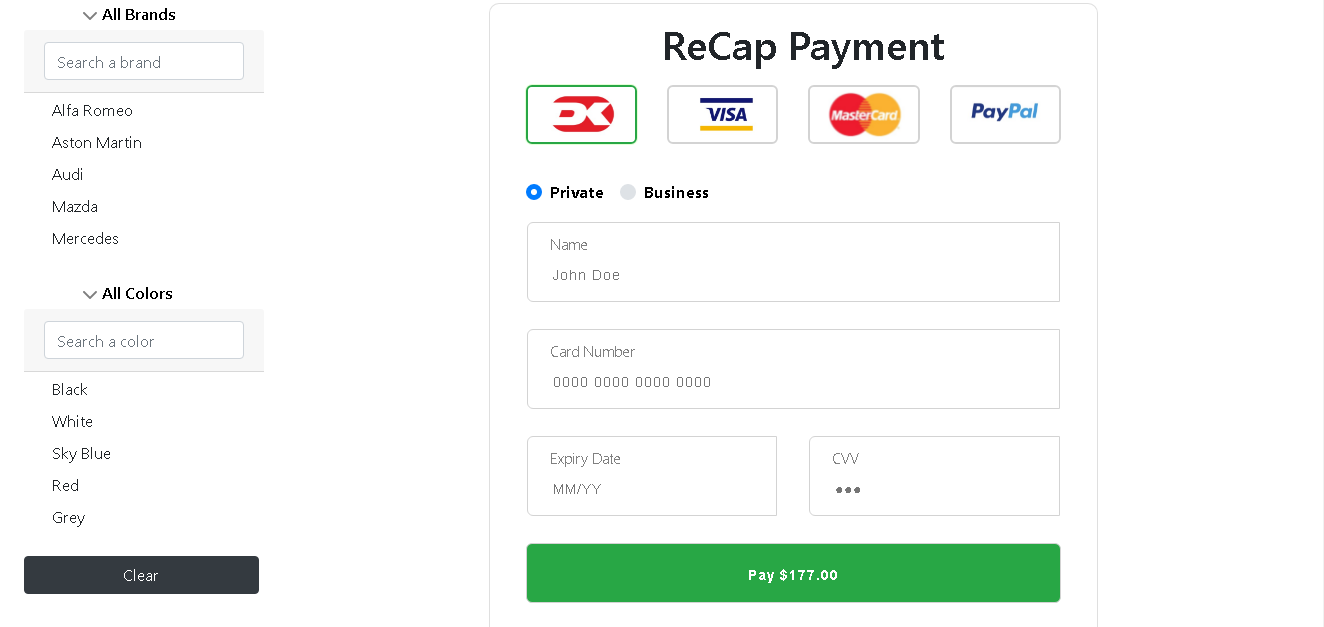 All Brands
Search a brand
Alfa Romeo
Aston Martin
Audi
Mazda
Mercedes
All Colors
Search a color
Black
White
Sky Blue
Red
Grey
Clear
ReCap Payment
DK VISA MasterCard PayPal
Private Business
Name
John Doe
Card Number
0000 0000 0000 0000
Expiry Date CVV
MM/YY •••
Pay $177.00